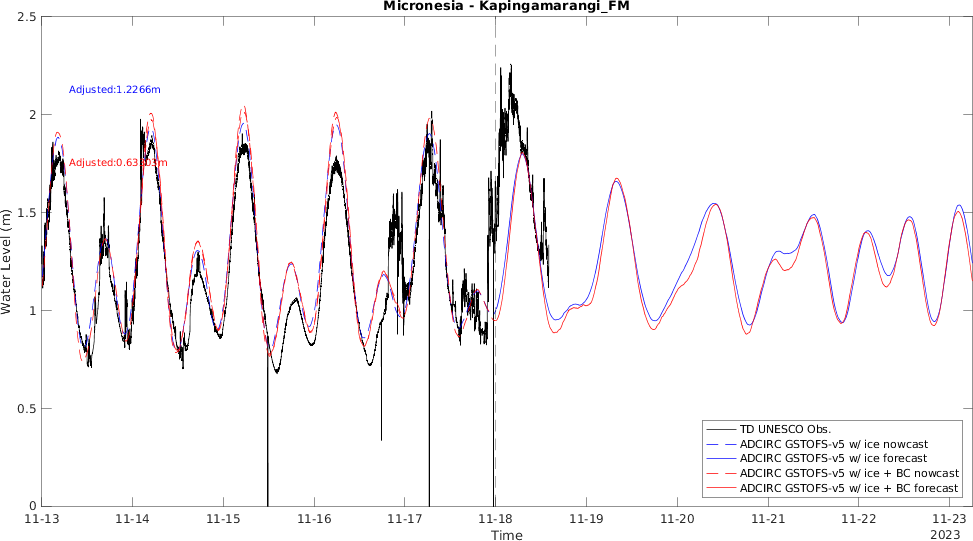 Micronesia - Kapingamarangi_FM
2.5
2
1.5
1
0.5
0
Water Level (m)
Adjusted:1.2266m
11-13
11-14
11-15
11-16
11-17
11-18
11-19
11-20
11-21
11-22
11-23
2023
Time
TD UNESCO Obs.
ADCIRC GSTOFS-v5 w/ ice nowcast
ADCIRC GSTOFS-v5 w/ ice forecast
ADCIRC GSTOFS-v5 w/ ice + BC nowcast
ADCIRC GSTOFS-v5 w/ ice + BC forecast